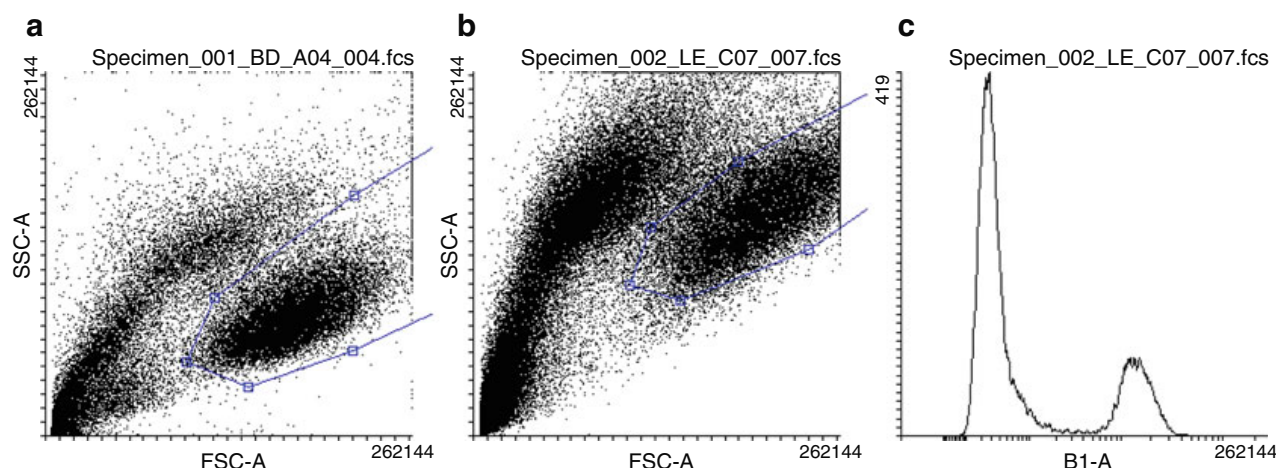 a
Specimen_001_BD_A04_004.fcs
262144
SSC-A
FSC-A
262144
b
Specimen_002_LE_C07_007.fcs
262144
SSC-A
FSC-A
262144
c
Specimen_002_LE_C07_007.fcs
419
B1-A
262144